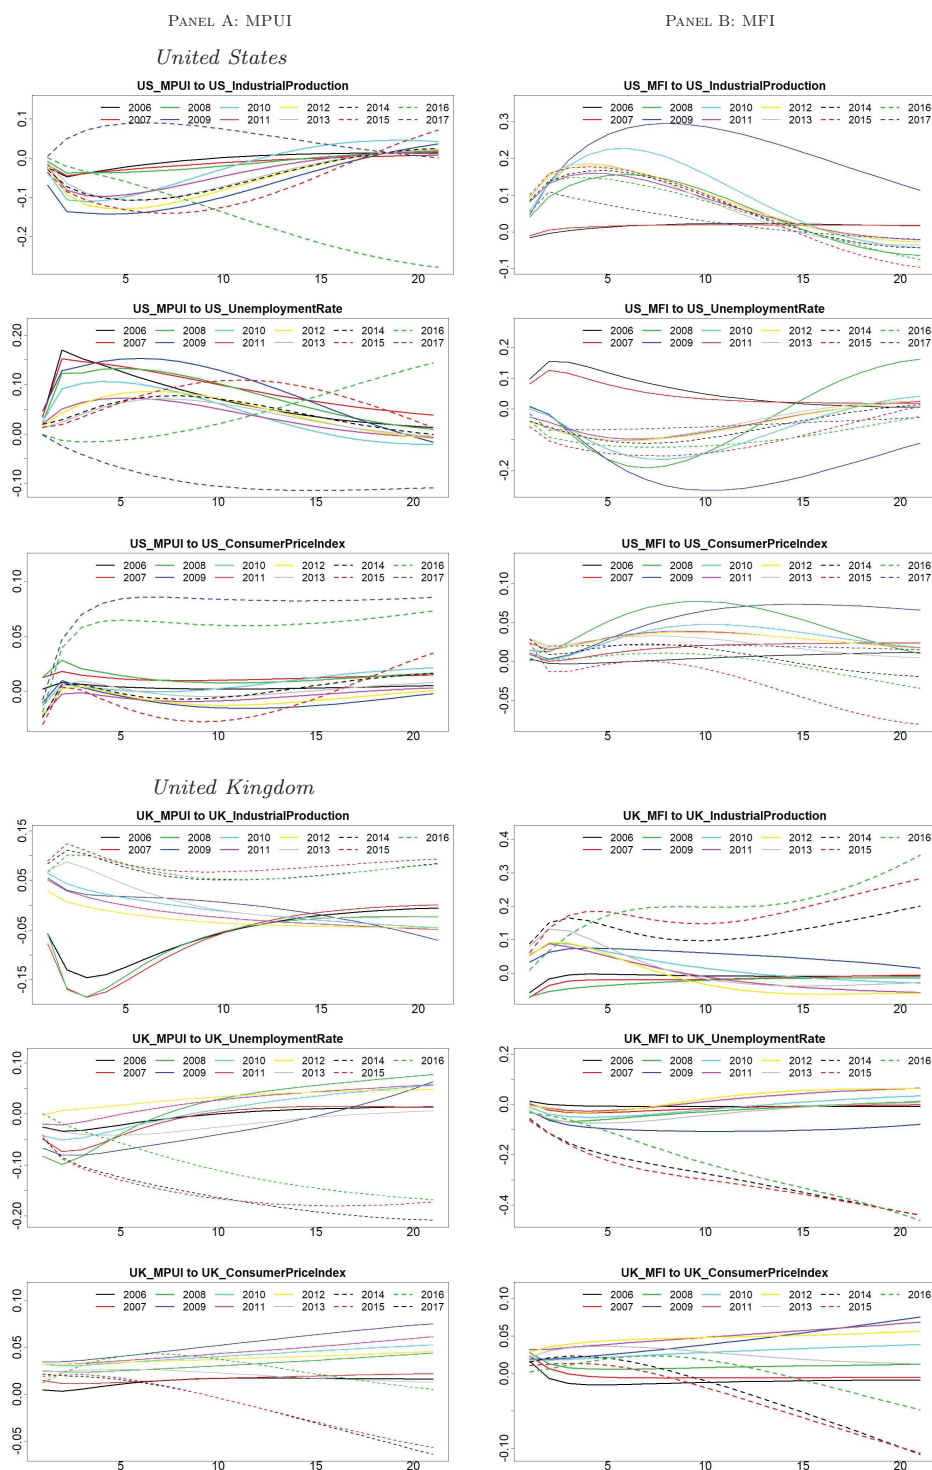 PANEL A: MPUI
PANEL B: MFI
United States
US_MPUI to US_IndustrialProduction
2006 2008 2010 2012 2014 2016
2007 2009 2011 2013 2015 2017
0.1
0.0
-0.1
-0.2
5 10 15 20
US_MFI to US_IndustrialProduction
2006 2008 2010 2012 2014 2016
2007 2009 2011 2013 2015 2017
0.3
0.2
0.1
0.0
-0.1
5 10 15 20
US_MPUI to US_UnemploymentRate
2006 2008 2010 2012 2014 2016
2007 2009 2011 2013 2015 2017
0.20
0.10
0.00
-0.10
5 10 15 20
US_MFI to US_UnemploymentRate
2006 2008 2010 2012 2014 2016
2007 2009 2011 2013 2015 2017
0.2
0.1
0.0
-0.2
5 10 15 20
US_MPUI to US_ConsumerPriceIndex
2006 2008 2010 2012 2014 2016
2007 2009 2011 2013 2015 2017
0.10
0.05
0.00
5 10 15 20
US_MFI to US_ConsumerPriceIndex
2006 2008 2010 2012 2014 2016
2007 2009 2011 2013 2015 2017
0.10
0.05
0.00
-0.05
5 10 15 20
United Kingdom
UK_MPUI to UK_IndustrialProduction
2006 2008 2010 2012 2014 2016
2007 2009 2011 2013 2015
0.15
0.05
-0.05
-0.15
5 10 15 20
UK_MFI to UK_IndustrialProduction
2006 2008 2010 2012 2014 2016
2007 2009 2011 2013 2015
0.4
0.3
0.2
0.1
0.0
5 10 15 20
UK_MPUI to UK_UnemploymentRate
2006 2008 2010 2012 2014 2016
2007 2009 2011 2013 2015
0.10
0.00
-0.10
-0.20
5 10 15 20
UK_MFI to UK_UnemploymentRate
2006 2008 2010 2012 2014 2016
2007 2009 2011 2013 2015
0.2
0.0
-0.2
-0.4
5 10 15 20
UK_MPUI to UK_ConsumerPriceIndex
2006 2008 2010 2012 2014 2016
2007 2009 2011 2013 2015 2017
0.10
0.05
0.00
-0.05
5 10 15 20
UK_MFI to UK_ConsumerPriceIndex
2006 2008 2010 2012 2014 2016
2007 2009 2011 2013 2015
0.10
0.05
0.00
-0.10
5 10 15 20